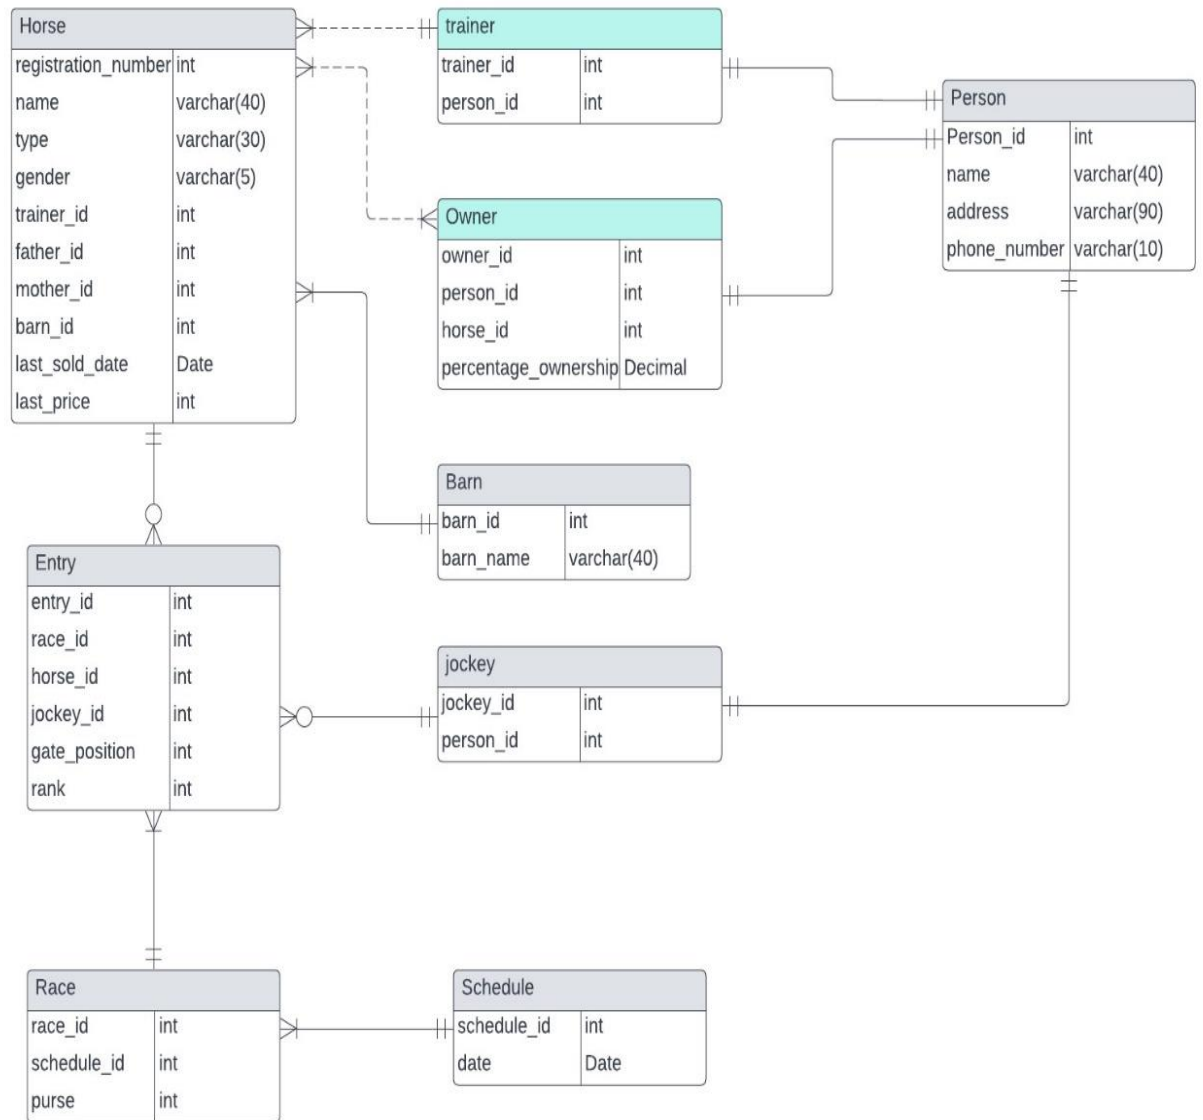 Horse
registration_number int
name varchar(40)
type varchar(30)
gender varchar(5)
trainer_id int
father_id int
mother_id int
barn_id int
last_sold_date Date
last_price int
trainer
trainer_id int
person_id int
Person
Person_id int
name varchar(40)
address varchar(90)
phone_number varchar(10)
Owner
owner_id int
person_id int
horse_id int
percentage_ownership Decimal
Barn
barn_id int
barn_name varchar(40)
Entry
entry_id int
race_id int
horse_id int
jockey_id int
gate_position int
rank int
jockey
jockey_id int
person_id int
Race
race_id int
schedule_id int
purse int
Schedule
schedule_id int
date Date